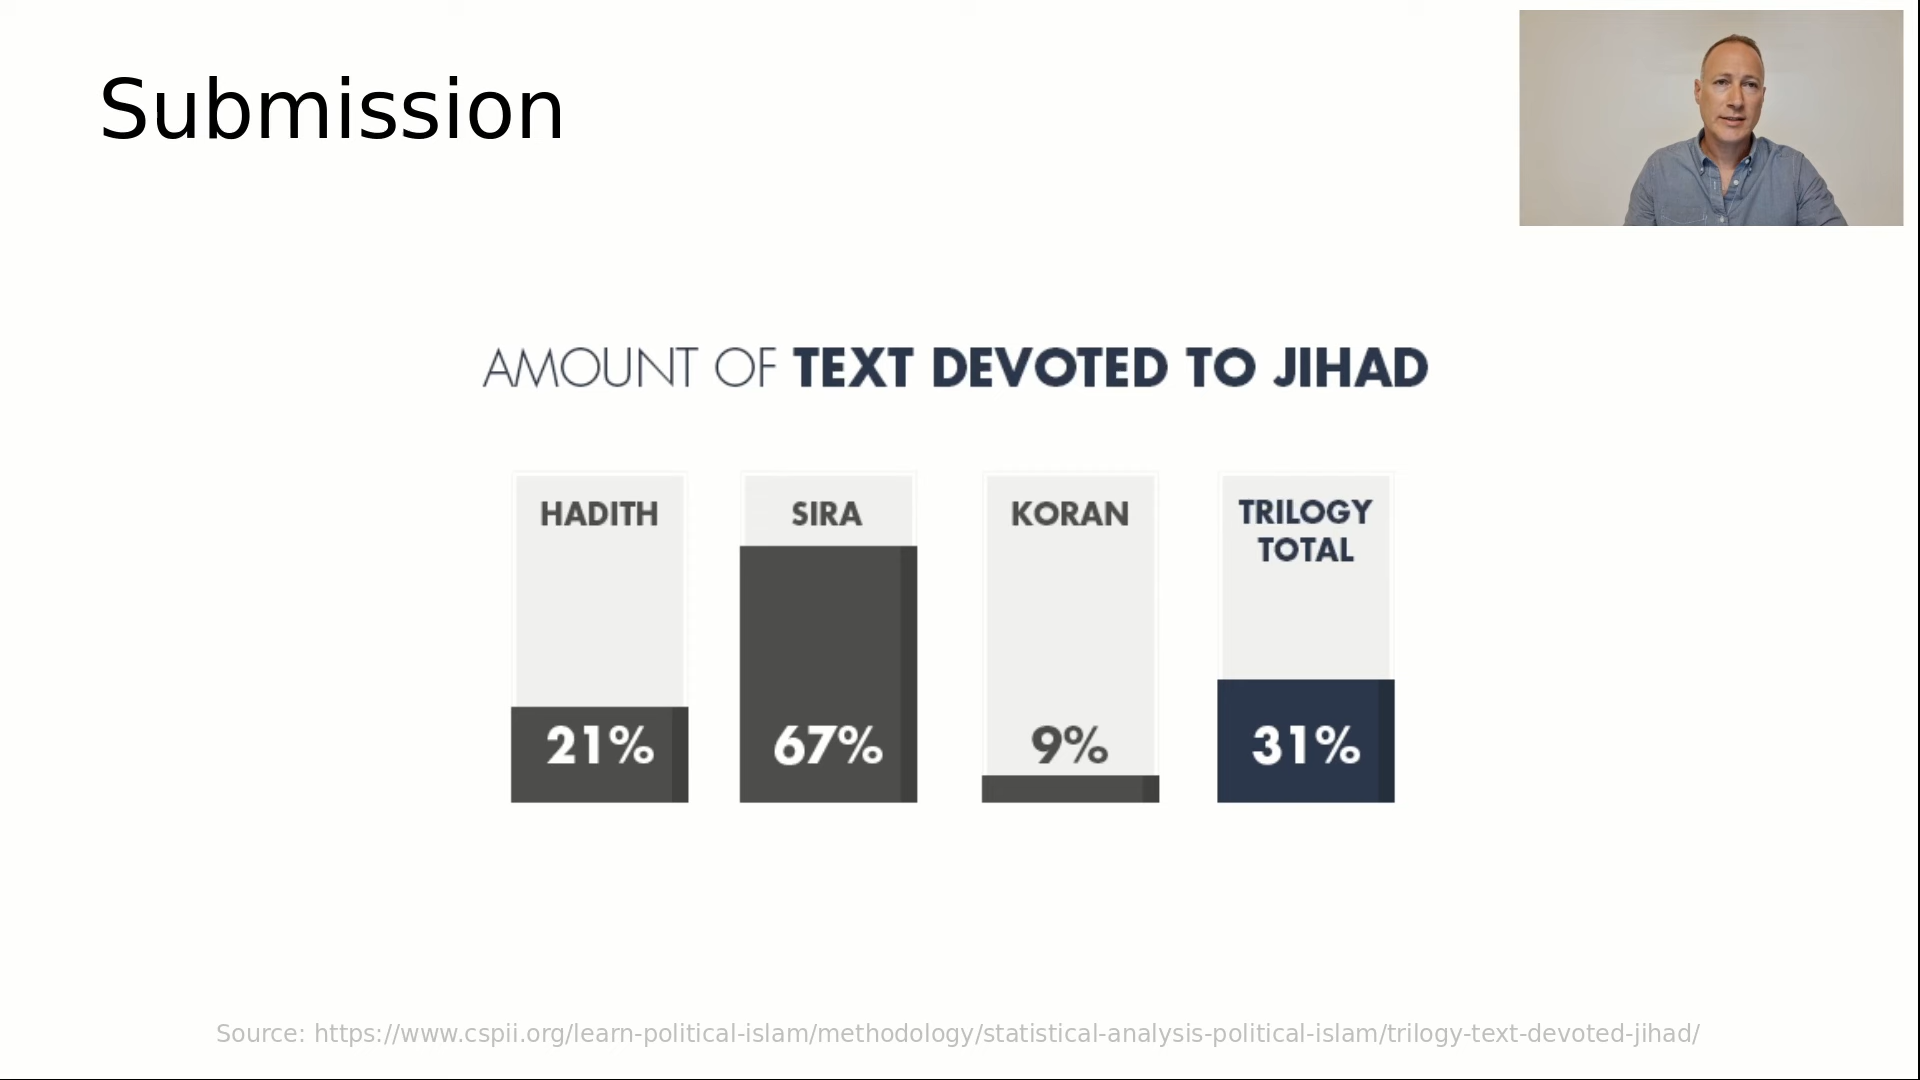 Submission
AMOUNT OF TEXT DEVOTED TO JIHAD
HADITH
SIRA
KORAN
TRILOGY
TOTAL
21%
67%
9%
31%
Source: https://www.cspii.org/learn-political-islam/methodology/statistical-analysis-political-islam/trilogy-text-devoted-jihad/